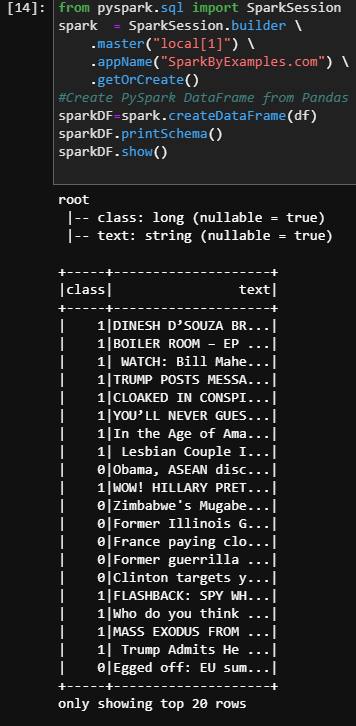 [14]: from pyspark.sql import SparkSession
spark  = SparkSession.builder \
    .master("local[1]") \
    .appName("SparkByExamples.com") \
    .getOrCreate()
#Create PySpark DataFrame from Pandas
sparkDF=spark.createDataFrame(df)
sparkDF.printSchema()
sparkDF.show()
root
 |-- class: long (nullable = true)
 |-- text: string (nullable = true)
+-----+--------------------+
|class|                text|
+-----+--------------------+
|    1|DINESH D’SOUZA BR...|
|    1|BOILER ROOM – EP ...|
|    1| WATCH: Bill Mahe...|
|    1|TRUMP POSTS MESSA...|
|    1|CLOAKED IN CONSPI...|
|    1|YOU’LL NEVER GUES...|
|    1|In the Age of Ama...|
|    1| Lesbian Couple I...|
|    0|Obama, ASEAN disc...|
|    1|WOW! HILLARY PRET...|
|    0|Zimbabwe's Mugabe...|
|    0|Former Illinois G...|
|    0|France paying clo...|
|    0|Former guerrilla ...|
|    0|Clinton targets y...|
|    1|FLASHBACK: SPY WH...|
|    1|Who do you think ...|
|    1|MASS EXODUS FROM ...|
|    1| Trump Admits He ...|
|    0|Egged off: EU sum...|
+-----+--------------------+
only showing top 20 rows